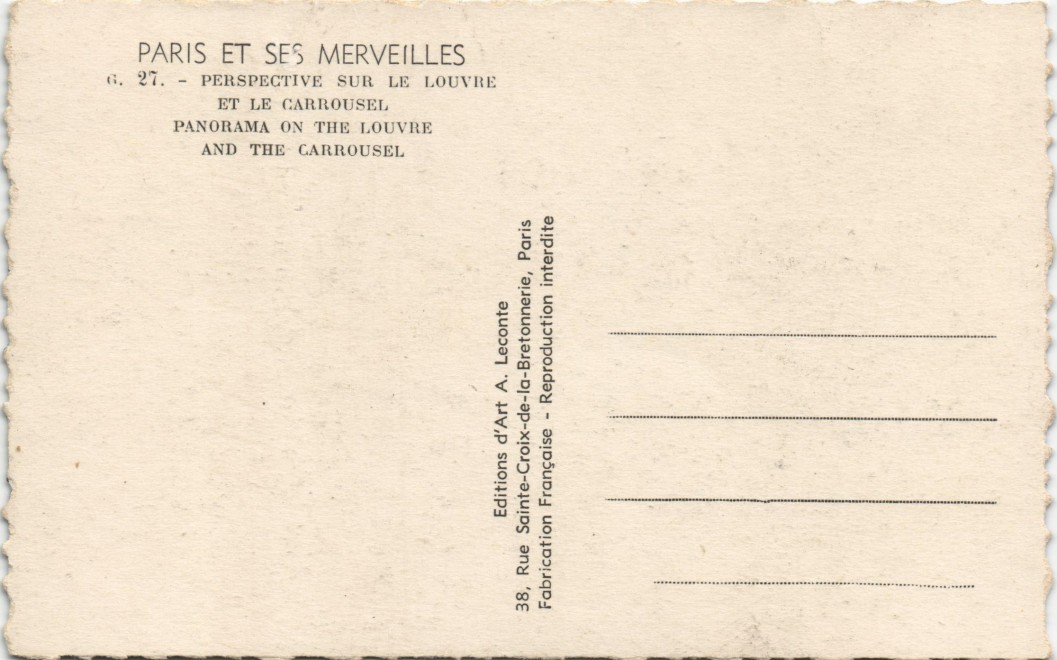 PARIS ET SES MERVEILLES
G. 27. - PERSPECTIVE SUR LE LOUVRE
ET LE CARROUSEL
PANORAMA ON THE LOUVRE
AND THE CARROUSEL
Editions d'Art A. Leconte
38, Rue Sainte-Croix-de-la-Bretonnerie, Paris
Fabrication Française - Reproduction interdite